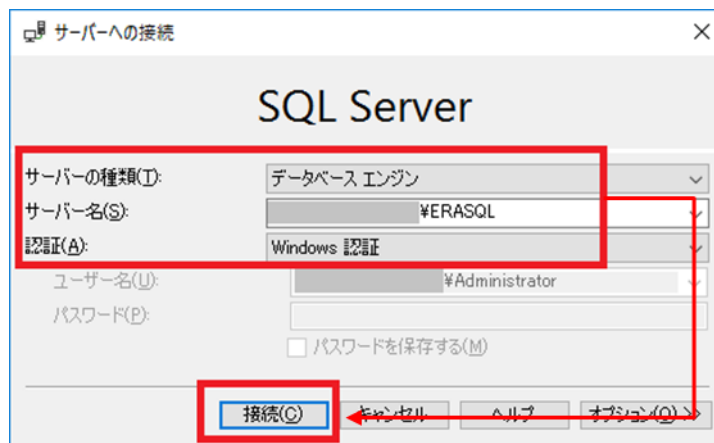 サーバーへの接続
SQL Server
サーバーの種類(T): データベース エンジン
サーバー名(S): ¥ERASQL
認証(A): Windows 認証
ユーザー名(U): ¥Administrator
パスワード(P):
パスワードを保存する(M)
接続(C) キャンセル ヘルプ オプション(O) >>